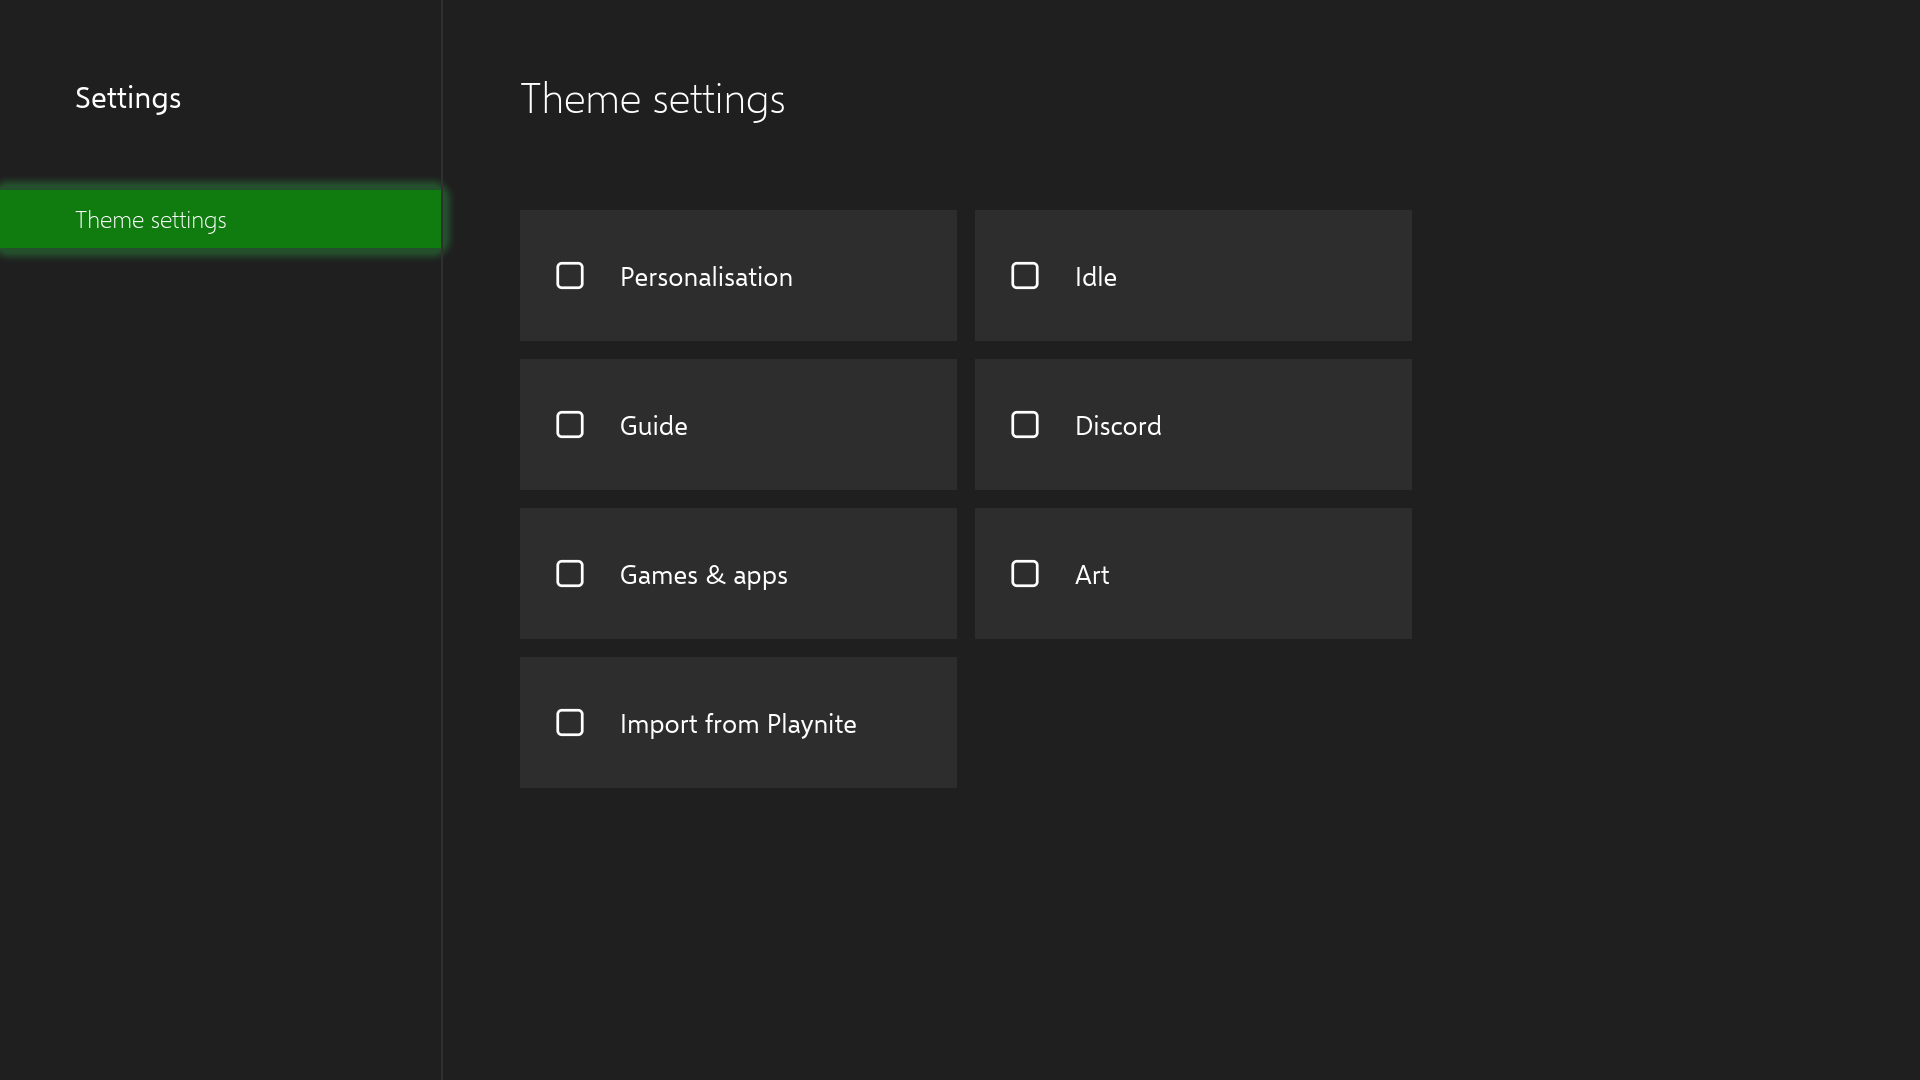 Settings
Theme settings
Theme settings
Personalisation
Idle
Guide
Discord
Games & apps
Art
Import from Playnite